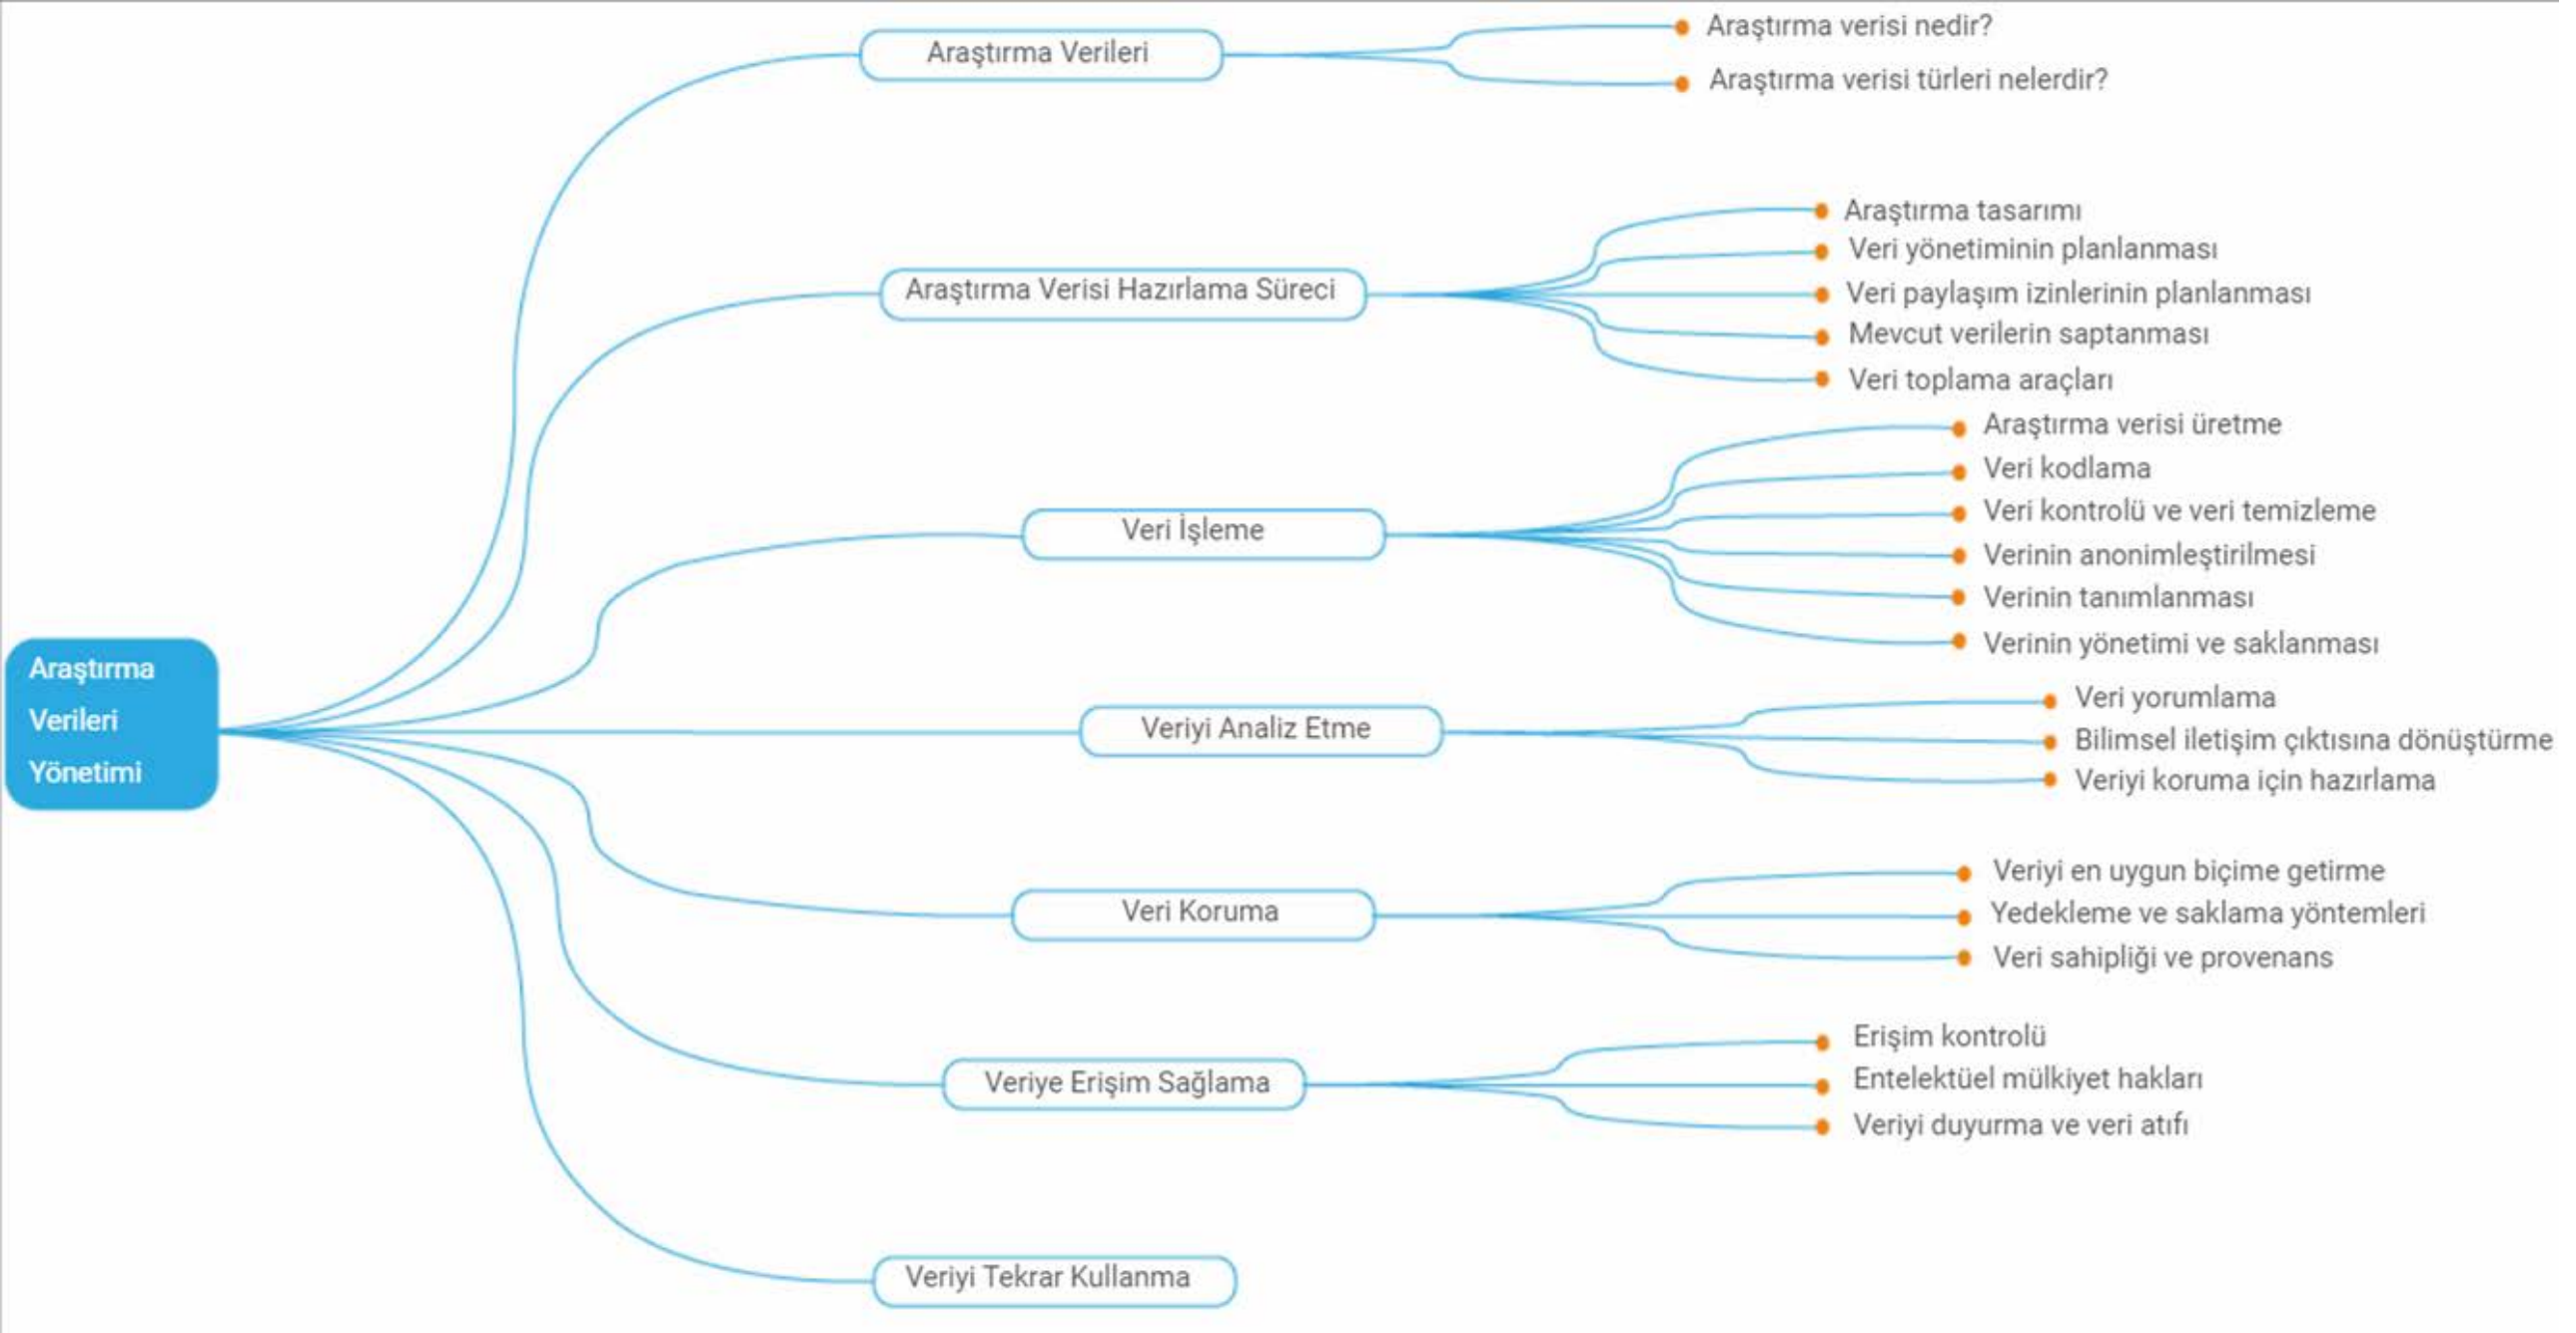 Araştırma Verileri
Araştırma verisi nedir?
Araştırma verisi türleri nelerdir?
Araştırma Verisi Hazırlama Süreci
Araştırma tasarımı
Veri yönetiminin planlanması
Veri paylaşım izinlerinin planlanması
Mevcut verilerin saptanması
Veri toplama araçları
Veri İşleme
Araştırma verisi üretme
Veri kodlama
Veri kontrolü ve veri temizleme
Verinin anonimleştirilmesi
Verinin tanımlanması
Verinin yönetimi ve saklanması
Araştırma
Verileri
Yönetimi
Veriyi Analiz Etme
Veri yorumlama
Bilimsel iletişim çıktısına dönüştürme
Veriyi koruma için hazırlama
Veri Koruma
Veriyi en uygun biçime getirme
Yedekleme ve saklama yöntemleri
Veri sahipliği ve provenans
Veriye Erişim Sağlama
Erişim kontrolü
Entelektüel mülkiyet hakları
Veriyi duyurma ve veri atıfı
Veriyi Tekrar Kullanma